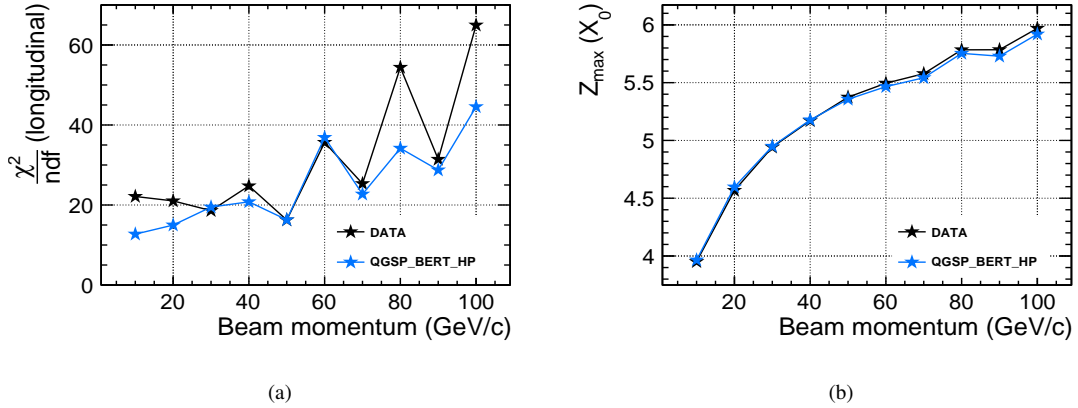 χ²/ndf (longitudinal)
60
40
20
0
DATA
QGSP_BERT_HP
20 40 60 80 100
Beam momentum (GeV/c)
(a)
Z_max (X_0)
6
5.5
5
4.5
4
DATA
QGSP_BERT_HP
20 40 60 80 100
Beam momentum (GeV/c)
(b)